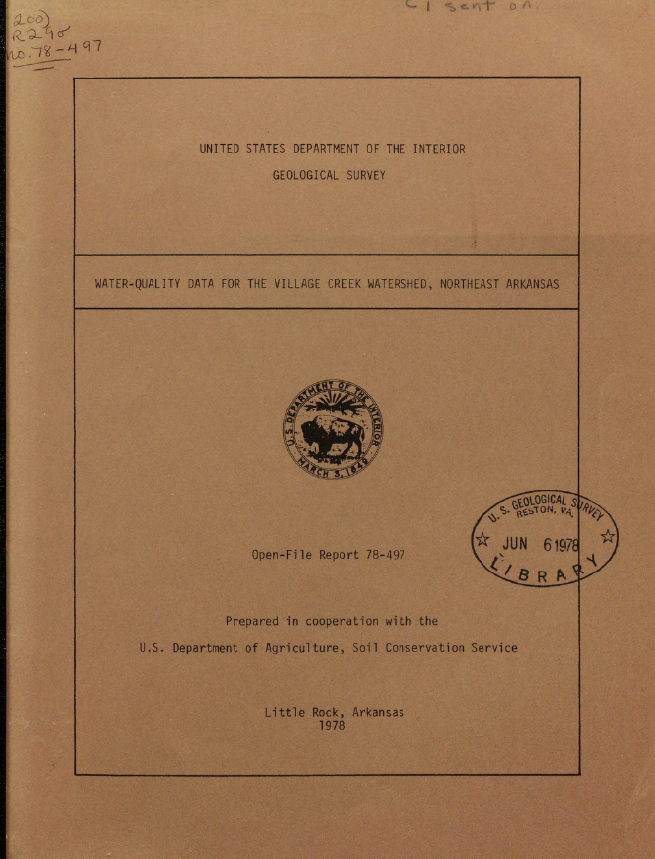 C 1 sent on.
200)
R290
no.78-497
UNITED STATES DEPARTMENT OF THE INTERIOR
GEOLOGICAL SURVEY
WATER-QUALITY DATA FOR THE VILLAGE CREEK WATERSHED, NORTHEAST ARKANSAS
U.S. DEPARTMENT OF THE INTERIOR
MARCH 3, 1849
U. S. GEOLOGICAL SURVEY
RESTON, VA.
JUN 6 1978
LIBRARY
Open-File Report 78-497
Prepared in cooperation with the
U.S. Department of Agriculture, Soil Conservation Service
Little Rock, Arkansas
1978